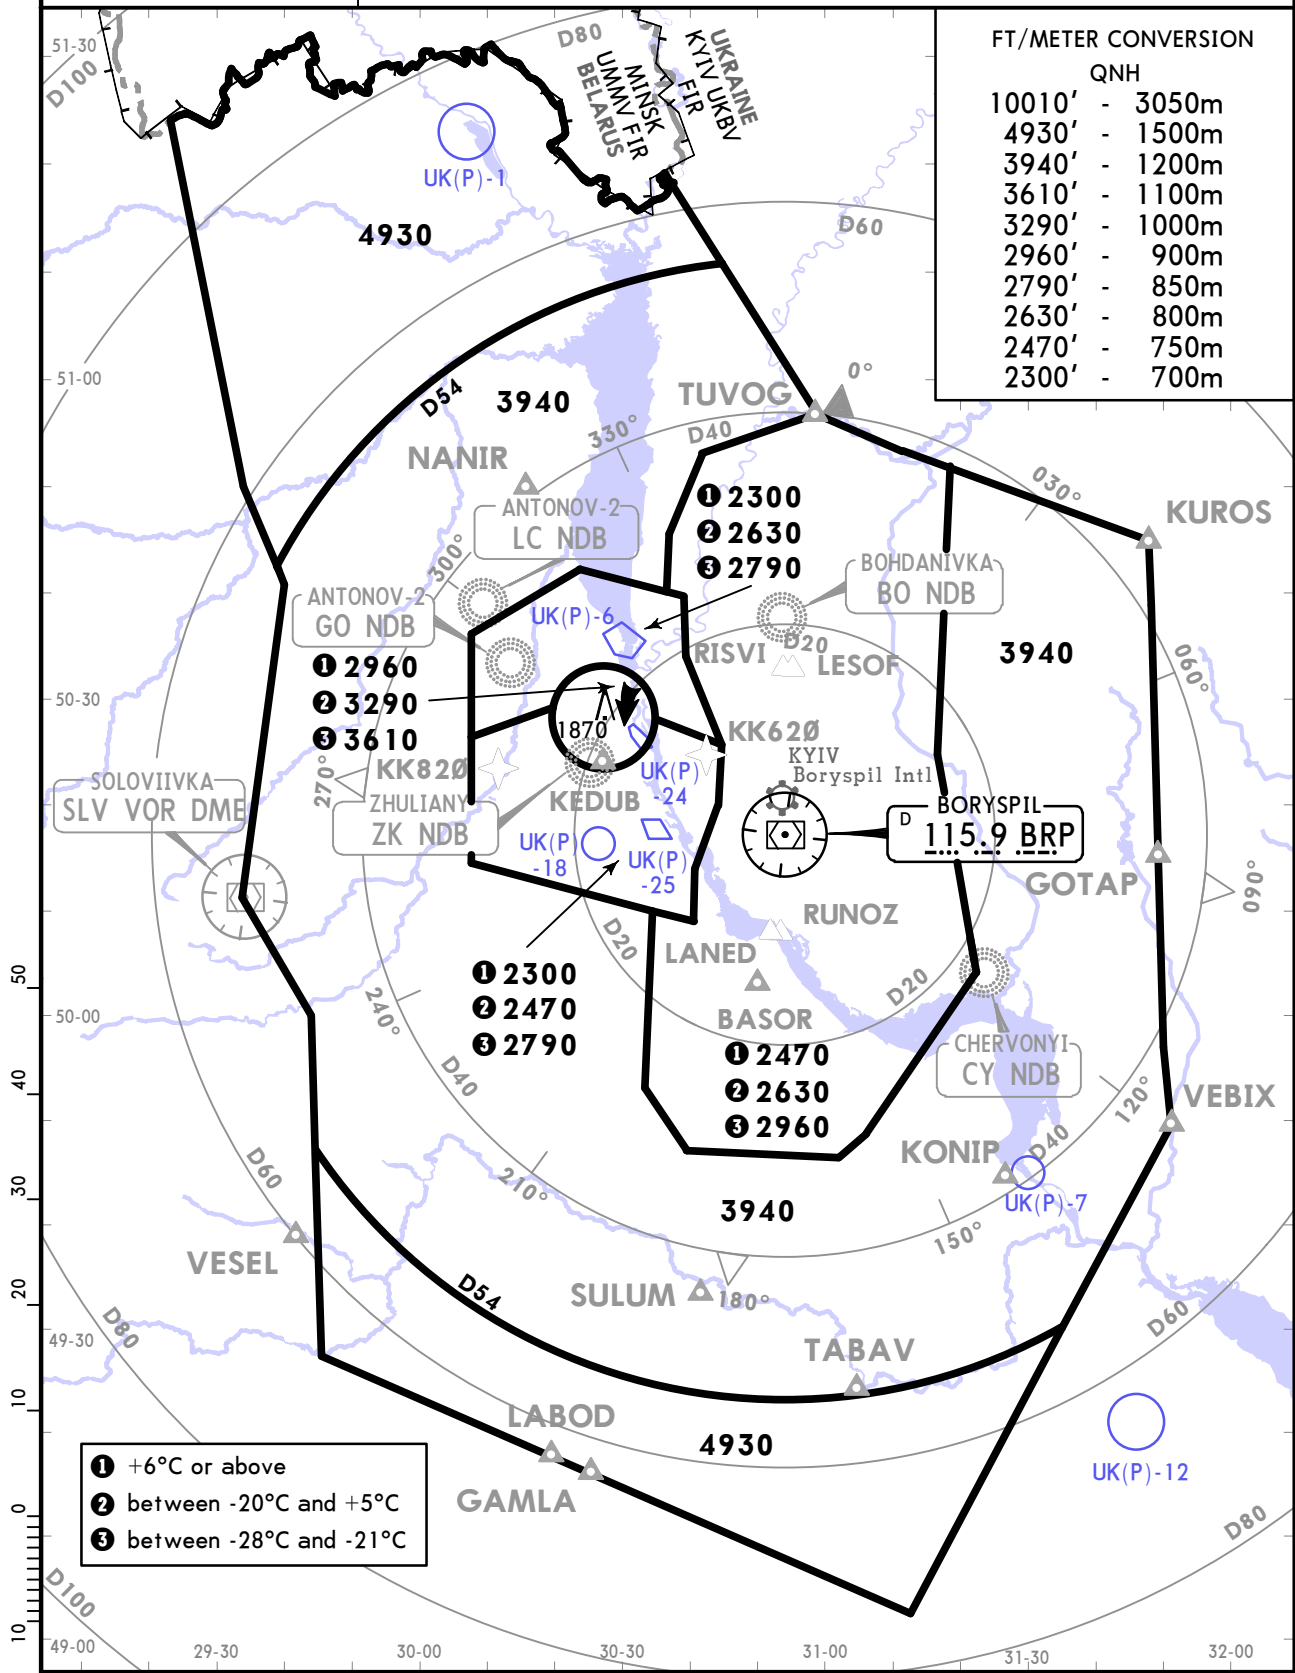 51-30
D100
D80
UKRAINE
KYIV UKBV
FIR
MINSK
UMMV FIR
BELARUS
FT/METER CONVERSION
QNH
10010' - 3050m
4930' - 1500m
3940' - 1200m
3610' - 1100m
3290' - 1000m
2960' - 900m
2790' - 850m
2630' - 800m
2470' - 750m
2300' - 700m
UK(P)-1
4930
D60
51-00
D54
3940
TUVOG
0°
330°
D40
NANIR
ANTONOV-2
LC NDB
❶ 2300
❷ 2630
❸ 2790
030°
KUROS
300°
BOHDANIVKA
BO NDB
ANTONOV-2
GO NDB
UK(P)-6
RISVI
D20
LESOF
3940
060°
❶ 2960
❷ 3290
❸ 3610
50-30
1870
KK62Ø
KYIV
Boryspil Intl
270°
KK82Ø
SOLOVIIVKA
SLV VOR DME
ZHULIANY
ZK NDB
KEDUB
UK(P)
-24
BORYSPIL
D 115.9 BRP
UK(P)
-18
UK(P)
-25
GOTAP
090°
RUNOZ
D20
LANED
50
❶ 2300
❷ 2470
❸ 2790
D20
50-00
240°
BASOR
❶ 2470
❷ 2630
❸ 2960
CHERVONYI
CY NDB
40
D40
120°
VEBIX
D60
KONIP
D40
30
210°
UK(P)-7
3940
150°
VESEL
20
D54
SULUM
180°
D60
D80
49-30
TABAV
10
LABOD
4930
UK(P)-12
❶ +6°C or above
❷ between -20°C and +5°C
❸ between -28°C and -21°C
GAMLA
0
D80
D100
10
49-00
29-30
30-00
30-30
31-00
31-30
32-00